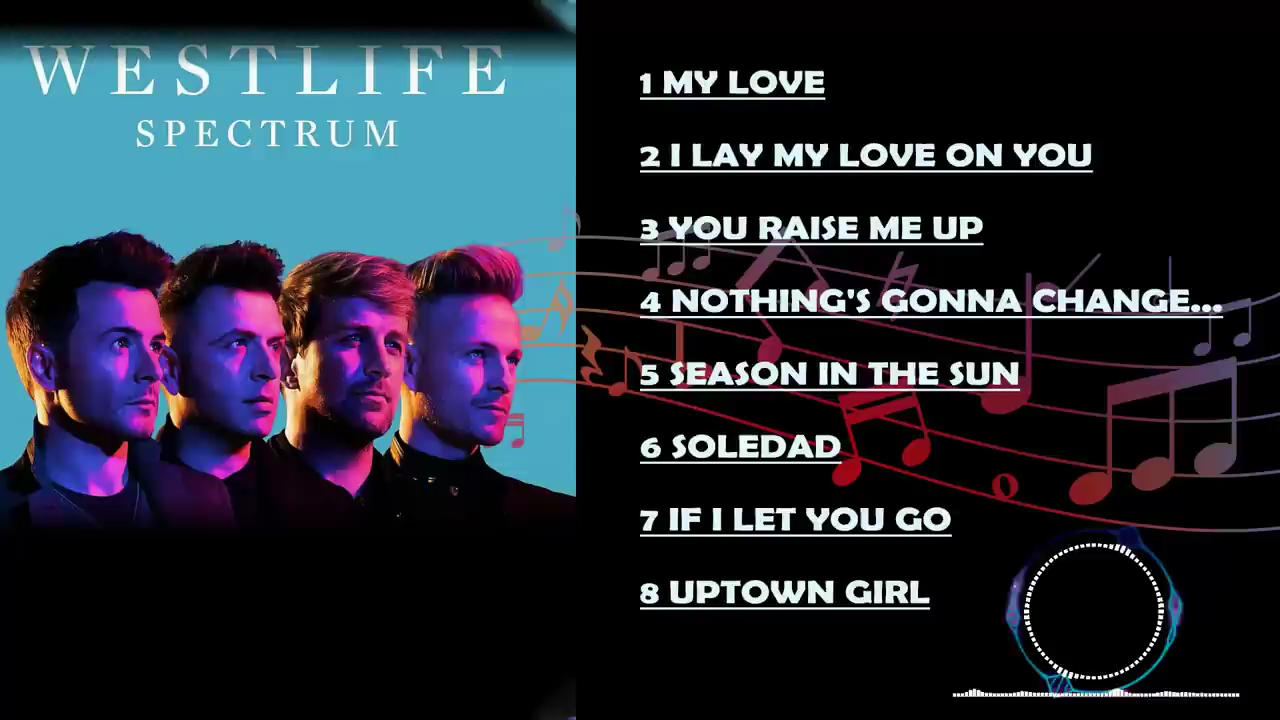 WESTLIFE
SPECTRUM
1 MY LOVE
2 I LAY MY LOVE ON YOU
3 YOU RAISE ME UP
4 NOTHING'S GONNA CHANGE...
5 SEASON IN THE SUN
6 SOLEDAD
7 IF I LET YOU GO
8 UPTOWN GIRL